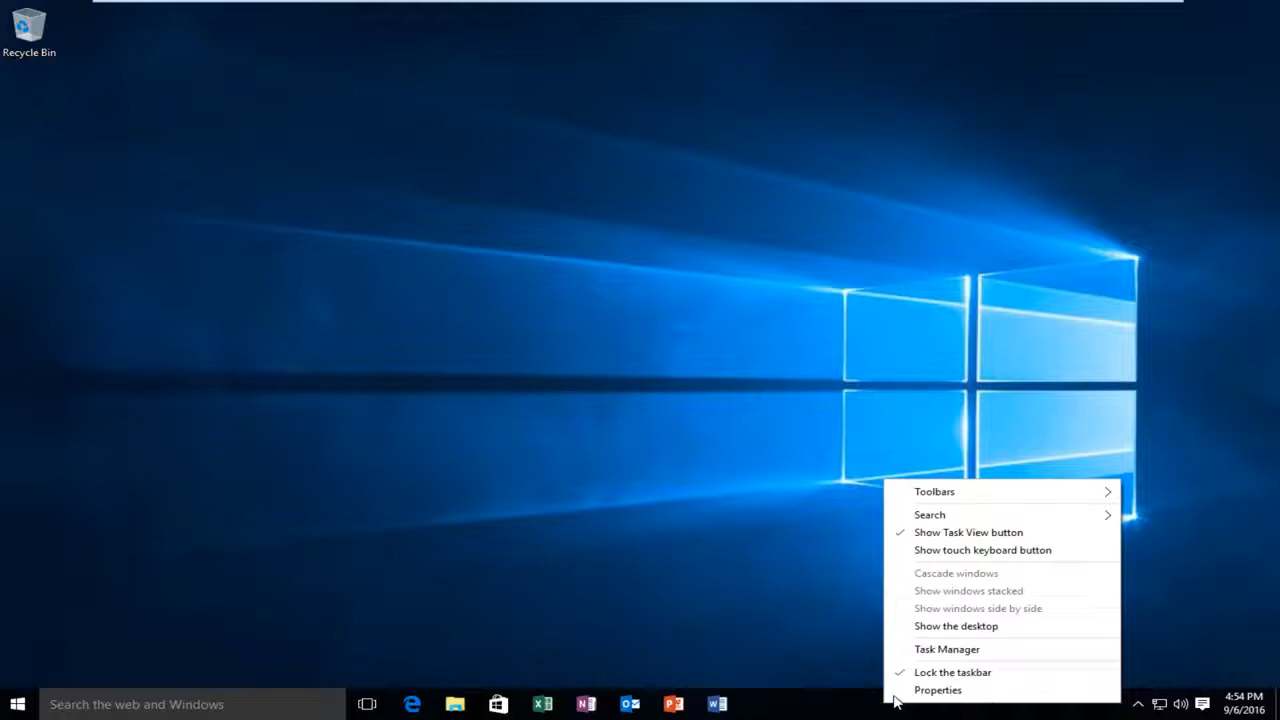 Recycle Bin
Toolbars
Search
Show Task View button
Show touch keyboard button
Cascade windows
Show windows stacked
Show windows side by side
Show the desktop
Task Manager
Lock the taskbar
Properties
Search the web and Windows
4:54 PM
9/6/2016